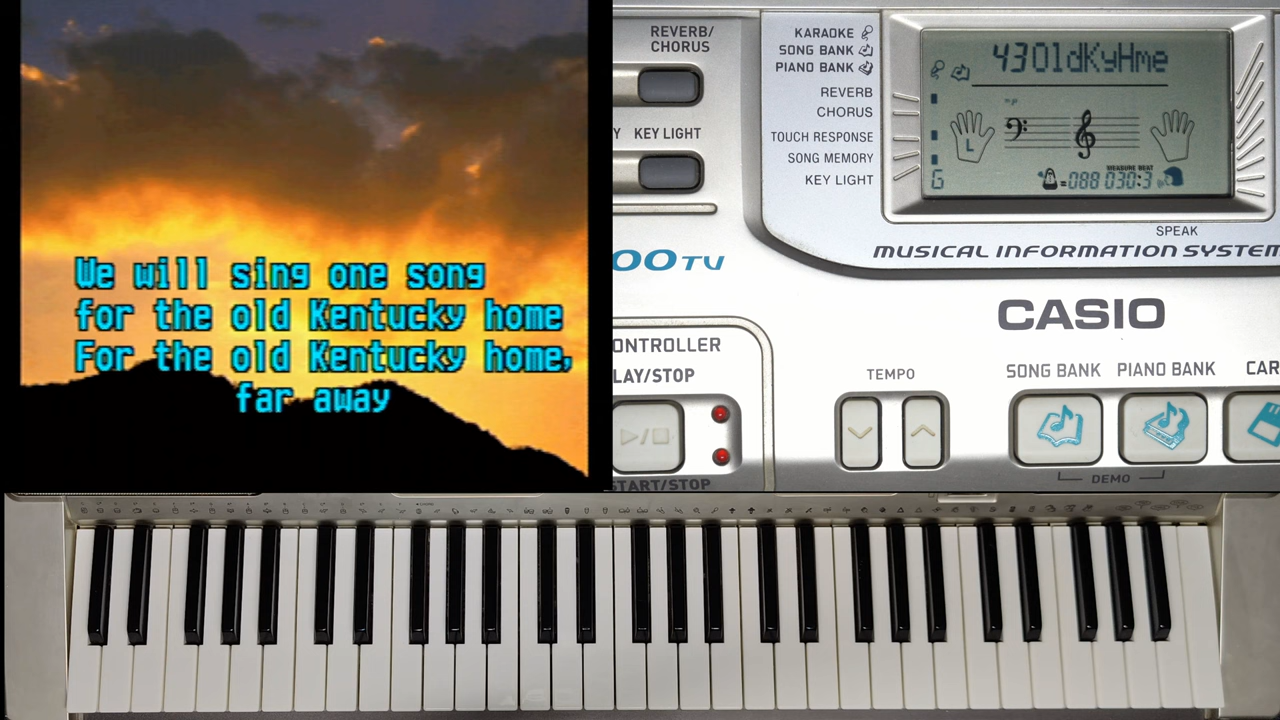 We will sing one song
for the old Kentucky home
For the old Kentucky home,
far away
REVERB/
CHORUS
KEY LIGHT
KARAOKE
SONG BANK
PIANO BANK
REVERB
CHORUS
TOUCH RESPONSE
SONG MEMORY
KEY LIGHT
43OldKyHme
mp
L
MEASURE BEAT
G
=088 030:3
SPEAK
MUSICAL INFORMATION SYSTEM
00TV
CASIO
ONTROLLER
LAY/STOP
START/STOP
TEMPO
SONG BANK
PIANO BANK
CAR
DEMO